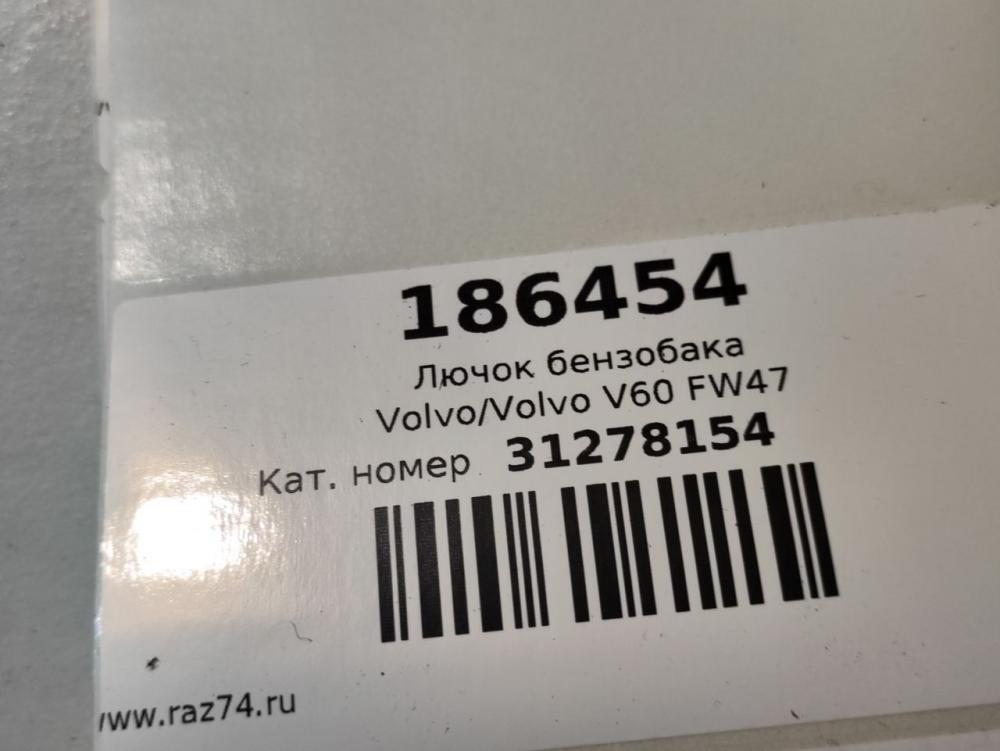 186454
Лючок бензобака
Volvo/Volvo V60 FW47
Кат. номер 31278154
www.raz74.ru